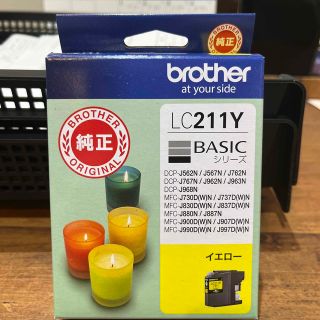 純正
brother
at your side
LC211Y
BROTHER
純正
ORIGINAL
BASIC
シリーズ
DCP-J562N / J567N / J762N
DCP-J767N / J962N / J963N
DCP-J968N
MFC-J730D(W)N / J737D(W)N
MFC-J830D(W)N / J837D(W)N
MFC-J880N / J887N
MFC-J900D(W)N / J907D(W)N
MFC-J990D(W)N / J997D(W)N
イエロー